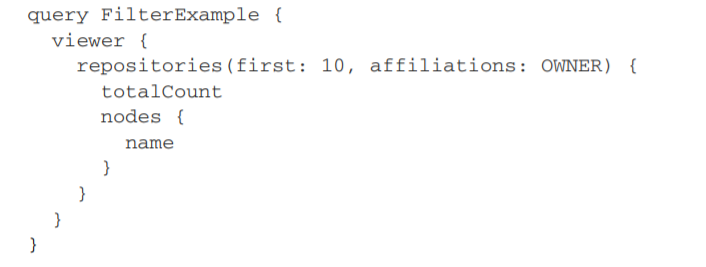 query FilterExample {
  viewer {
    repositories(first: 10, affiliations: OWNER) {
      totalCount
      nodes {
        name
      }
    }
  }
}